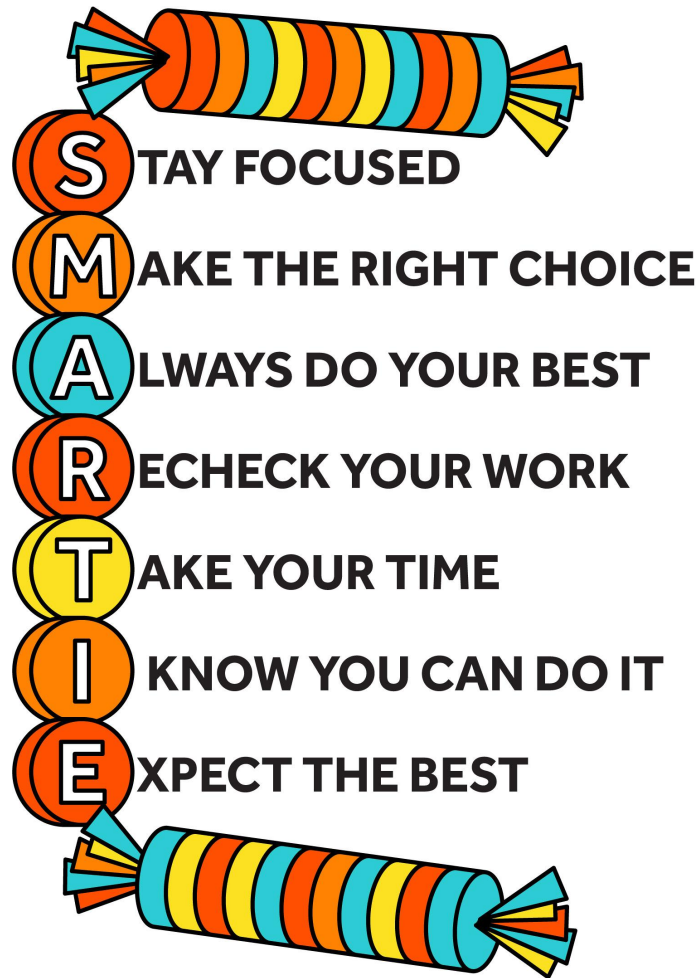 STAY FOCUSED
MAKE THE RIGHT CHOICE
ALWAYS DO YOUR BEST
RECHECK YOUR WORK
TAKE YOUR TIME
I KNOW YOU CAN DO IT
EXPECT THE BEST